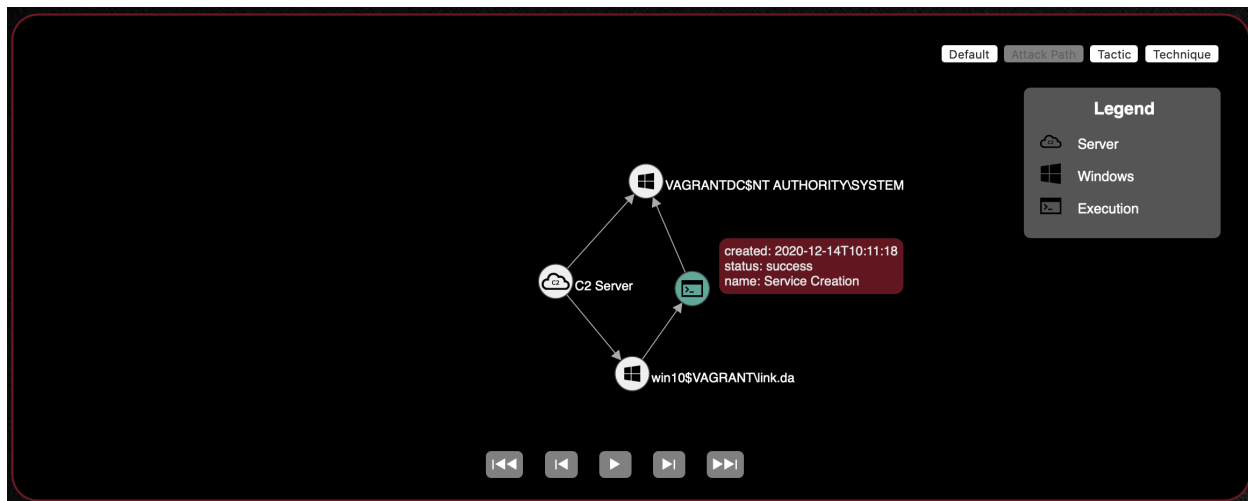 Default Attack Path Tactic Technique
Legend
C2 Server
Windows
>_ Execution
VAGRANTDC$NT AUTHORITY\SYSTEM
created: 2020-12-14T10:11:18
status: success
name: Service Creation
C2 C2 Server
>_
win10$VAGRANT\link.da